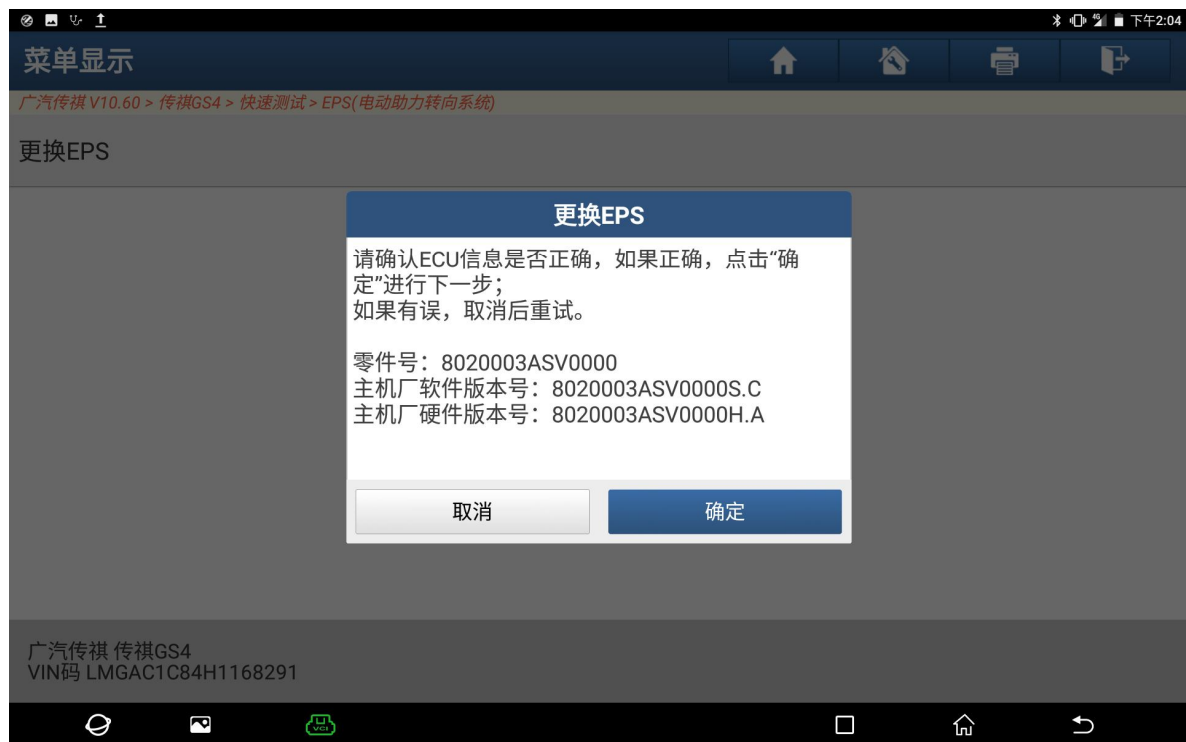 下午2:04
菜单显示
广汽传祺 V10.60 > 传祺GS4 > 快速测试 > EPS(电动助力转向系统)
更换EPS
更换EPS
请确认ECU信息是否正确，如果正确，点击“确
定”进行下一步；
如果有误，取消后重试。
零件号：8020003ASV0000
主机厂软件版本号：8020003ASV0000S.C
主机厂硬件版本号：8020003ASV0000H.A
取消
确定
广汽传祺 传祺GS4
VIN码 LMGAC1C84H1168291
VCI